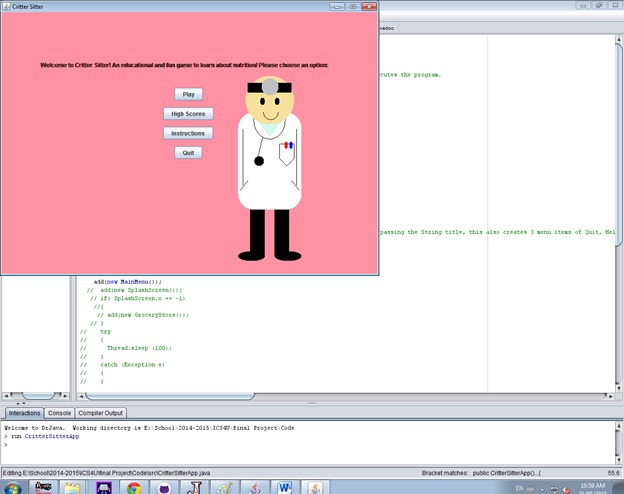 Critter Sitter
Welcome to Critter Sitter! An educational and fun game to learn about nutrition! Please choose an option:
Play
High Scores
Instructions
Quit
cutes the program.
passing the String title, this also creates 3 menu items of Quit, Hel
add(new MainMenu());
// add(new SplashScreen());
// if( SplashScreen.x == -1)
//{
// add(new GroceryStore());
// }
// try
// {
// Thread.sleep (100);
// }
// catch (Exception e)
// {
// }
Interactions
Console
Compiler Output
Welcome to DrJava. Working directory is E:\School\2014-2015\ICS4U\final Project\Code
> run CritterSitterApp
>
Editing E:\School\2014-2015\ICS4U\final Project\Code\src\CritterSitterApp.java
Bracket matches: public CritterSitterApp()...{
55:6
EN
10:59 AM